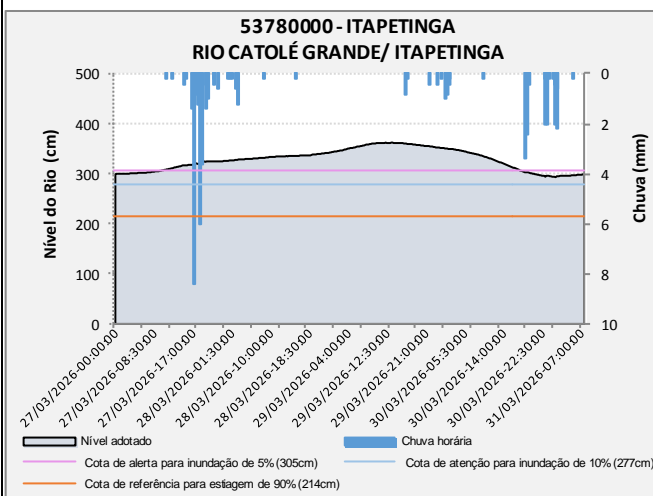 53780000 - ITAPETINGA
RIO CATOLÉ GRANDE/ ITAPETINGA
Nível do Rio (cm)
500
400
300
200
100
0
Chuva (mm)
0
2
4
6
8
10
27/03/2026-00:00:00
27/03/2026-08:30:00
27/03/2026-17:00:00
28/03/2026-01:30:00
28/03/2026-10:00:00
28/03/2026-18:30:00
29/03/2026-04:00:00
29/03/2026-12:30:00
29/03/2026-21:00:00
30/03/2026-05:30:00
30/03/2026-14:00:00
30/03/2026-22:30:00
31/03/2026-07:00:00
Nível adotado
Chuva horária
Cota de alerta para inundação de 5% (305cm)
Cota de atenção para inundação de 10% (277cm)
Cota de referência para estiagem de 90% (214cm)